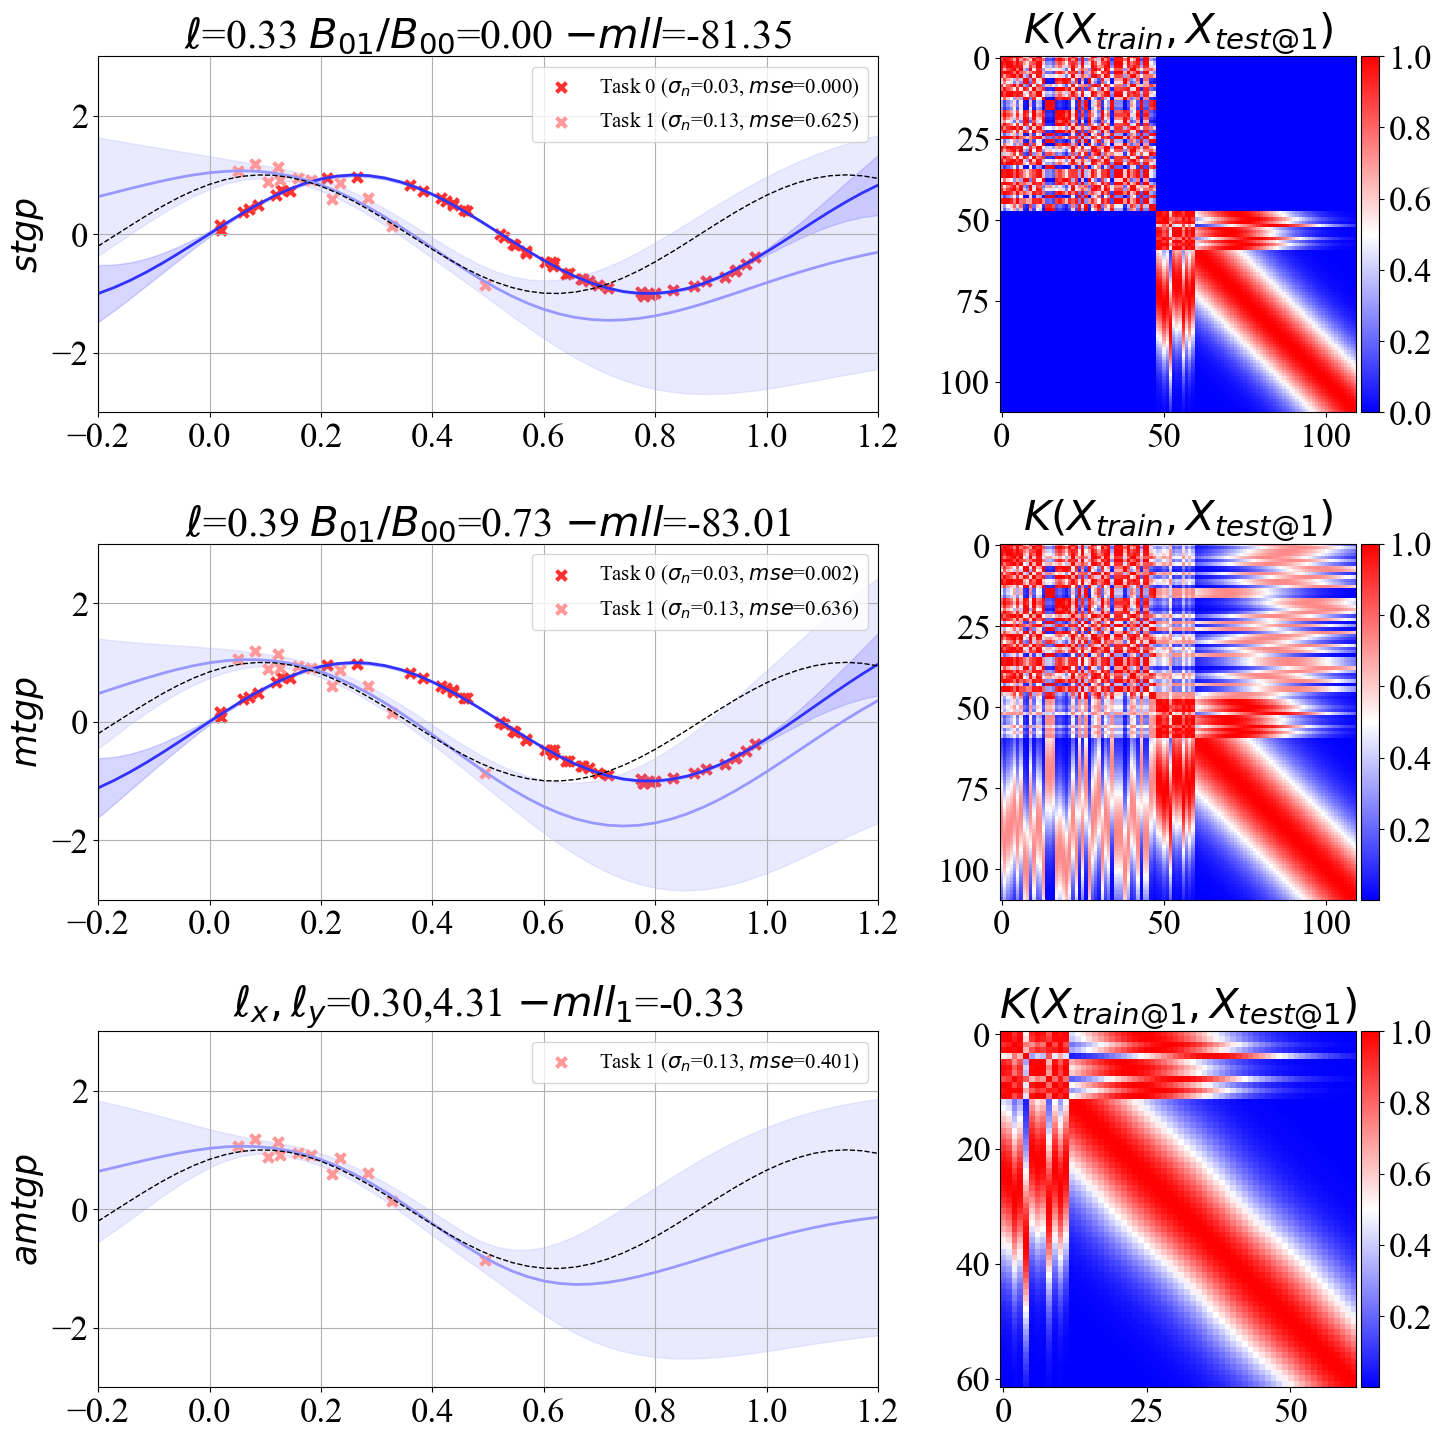 ℓ=0.33 B₀₁/B₀₀=0.00 −mll=-81.35
K(X_train, X_test@1)
stgp
Task 0 (σₙ=0.03, mse=0.000)
Task 1 (σₙ=0.13, mse=0.625)
2
0
−2
−0.2 0.0 0.2 0.4 0.6 0.8 1.0 1.2
0
25
50
75
100
0 50 100
1.0
0.8
0.6
0.4
0.2
0.0
ℓ=0.39 B₀₁/B₀₀=0.73 −mll=-83.01
K(X_train, X_test@1)
mtgp
Task 0 (σₙ=0.03, mse=0.002)
Task 1 (σₙ=0.13, mse=0.636)
2
0
−2
−0.2 0.0 0.2 0.4 0.6 0.8 1.0 1.2
0
25
50
75
100
0 50 100
1.0
0.8
0.6
0.4
0.2
ℓₓ, ℓ_y=0.30,4.31 −mll₁=-0.33
K(X_train@1, X_test@1)
amtgp
Task 1 (σₙ=0.13, mse=0.401)
2
0
−2
−0.2 0.0 0.2 0.4 0.6 0.8 1.0 1.2
0
20
40
60
0 25 50
1.0
0.8
0.6
0.4
0.2